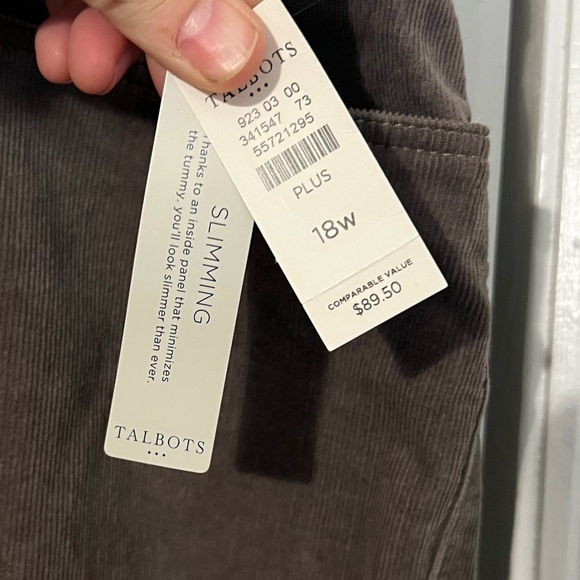 TALBOTS
923 03 00
341547 73
55721295
PLUS
18w
COMPARABLE VALUE
$89.50
SLIMMING
Thanks to an inside panel that minimizes
the tummy. you'll look slimmer than ever.
TALBOTS